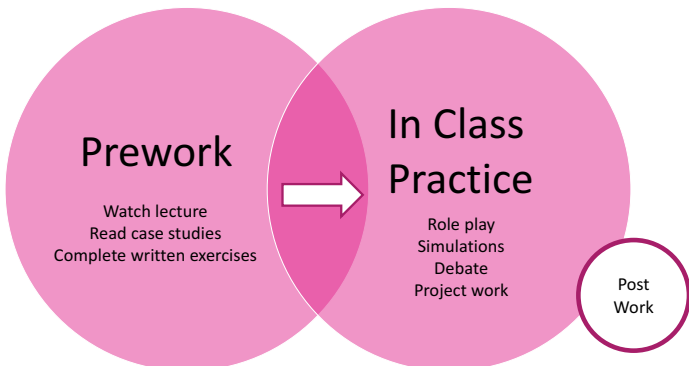 Prework
Watch lecture
Read case studies
Complete written exercises
In Class
Practice
Role play
Simulations
Debate
Project work
Post
Work